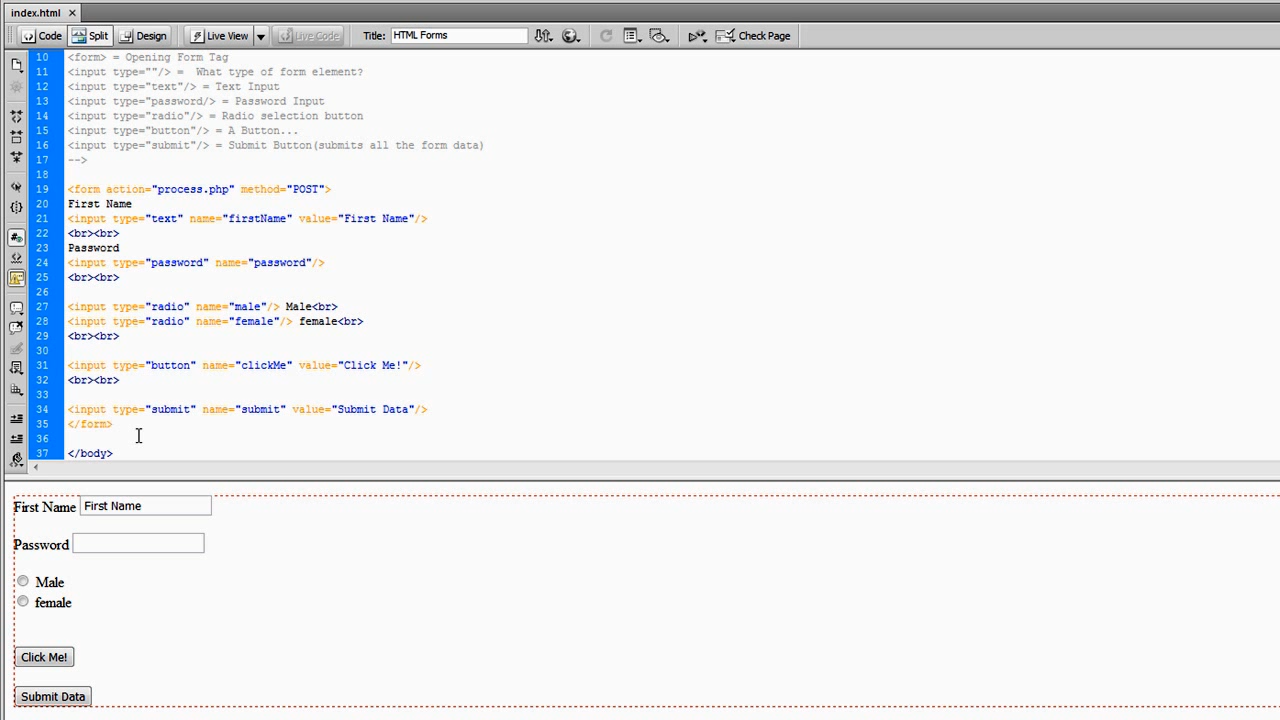 index.html ×
Code Split Design Live View Live Code Title: HTML Forms Check Page
10 <form> = Opening Form Tag
11 <input type=""/> =  What type of form element?
12 <input type="text"/> = Text Input
13 <input type="password/> = Password Input
14 <input type="radio"/> = Radio selection button
15 <input type="button"/> = A Button...
16 <input type="submit"/> = Submit Button(submits all the form data)
17 -->
18
19 <form action="process.php" method="POST">
20 First Name
21 <input type="text" name="firstName" value="First Name"/>
22 <br><br>
23 Password
24 <input type="password" name="password"/>
25 <br><br>
26
27 <input type="radio" name="male"/> Male<br>
28 <input type="radio" name="female"/> female<br>
29 <br><br>
30
31 <input type="button" name="clickMe" value="Click Me!"/>
32 <br><br>
33
34 <input type="submit" name="submit" value="Submit Data"/>
35 </form>
36
37 </body>
First Name First Name
Password
Male
female
Click Me!
Submit Data